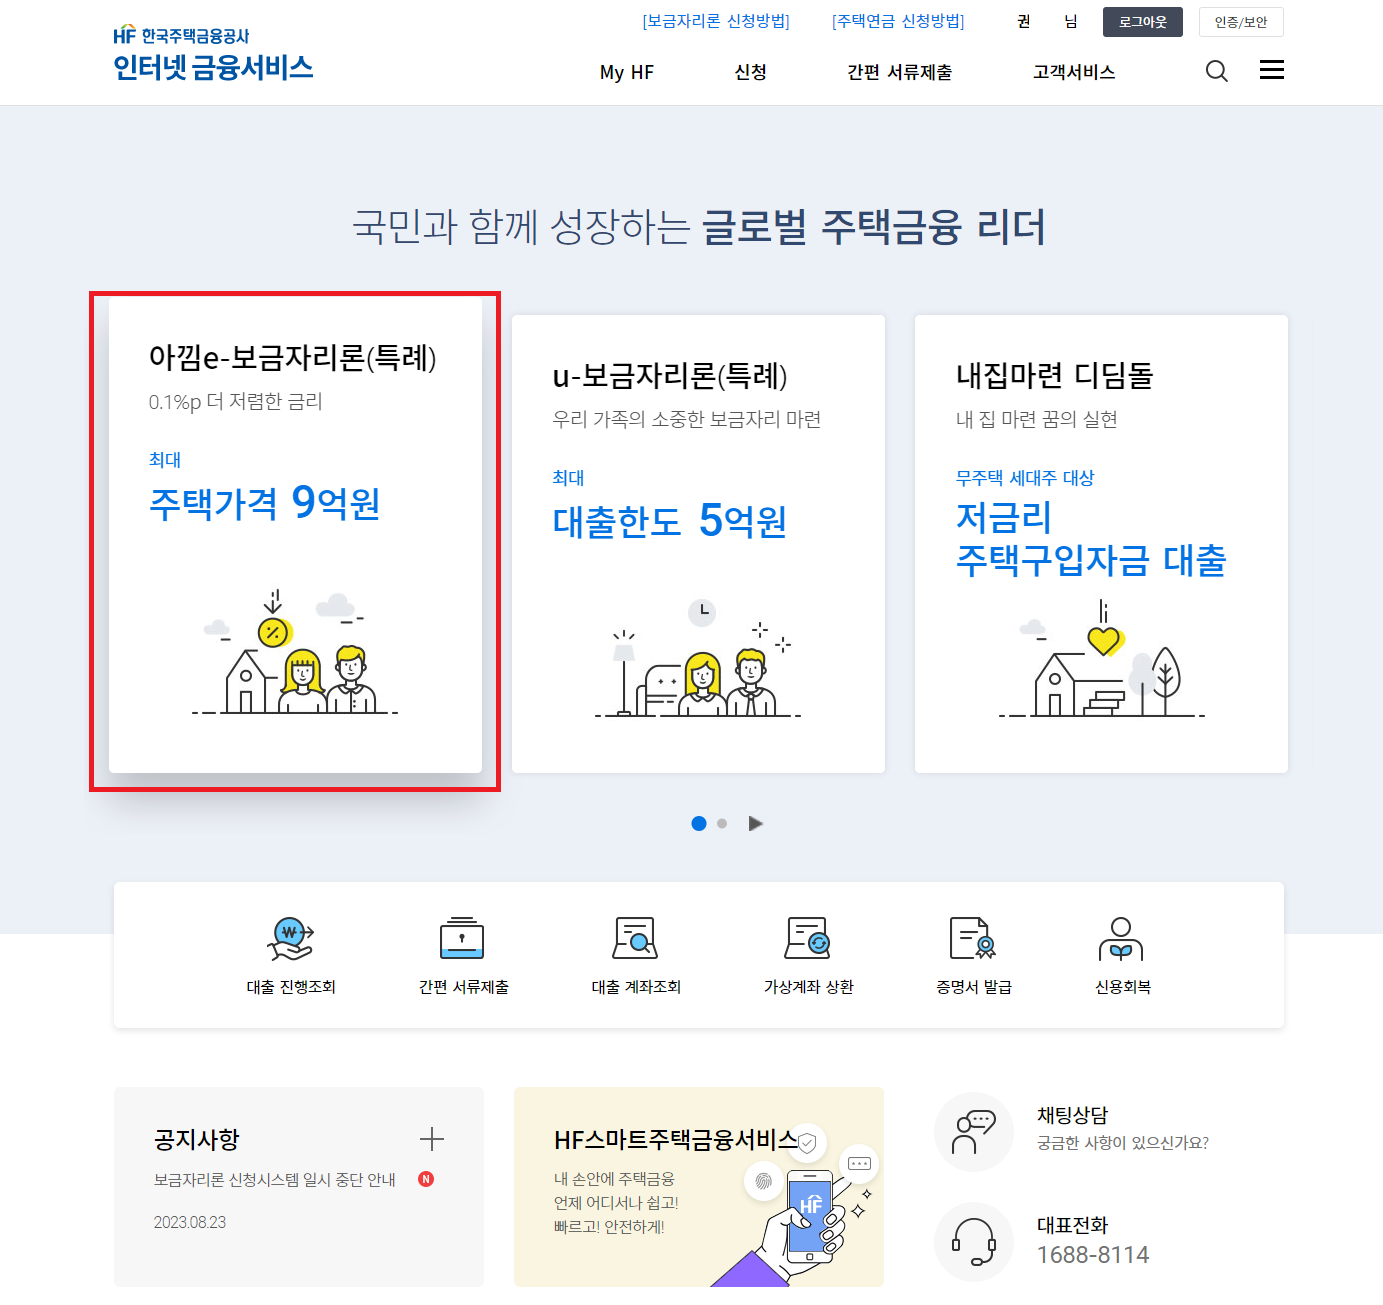 [보금자리론 신청방법] [주택연금 신청방법] 권 님 로그아웃 인증/보안
HF 한국주택금융공사
인터넷 금융서비스
My HF 신청 간편 서류제출 고객서비스
국민과 함께 성장하는 글로벌 주택금융 리더
아낌e-보금자리론(특례)
0.1%p 더 저렴한 금리
최대
주택가격 9억원
u-보금자리론(특례)
우리 가족의 소중한 보금자리 마련
최대
대출한도 5억원
내집마련 디딤돌
내 집 마련 꿈의 실현
무주택 세대주 대상
저금리
주택구입자금 대출
대출 진행조회 간편 서류제출 대출 계좌조회 가상계좌 상환 증명서 발급 신용회복
공지사항
보금자리론 신청시스템 일시 중단 안내 N
2023.08.23
HF스마트주택금융서비스
내 손안에 주택금융
언제 어디서나 쉽고!
빠르고! 안전하게!
HF
채팅상담
궁금한 사항이 있으신가요?
대표전화
1688-8114